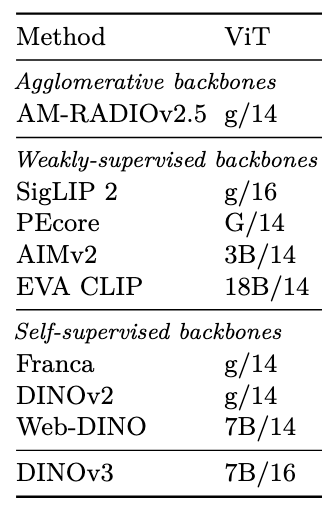 Method ViT
Agglomerative backbones
AM-RADIOv2.5 g/14
Weakly-supervised backbones
SigLIP 2 g/16
PEcore G/14
AIMv2 3B/14
EVA CLIP 18B/14
Self-supervised backbones
Franca g/14
DINOv2 g/14
Web-DINO 7B/14
DINOv3 7B/16